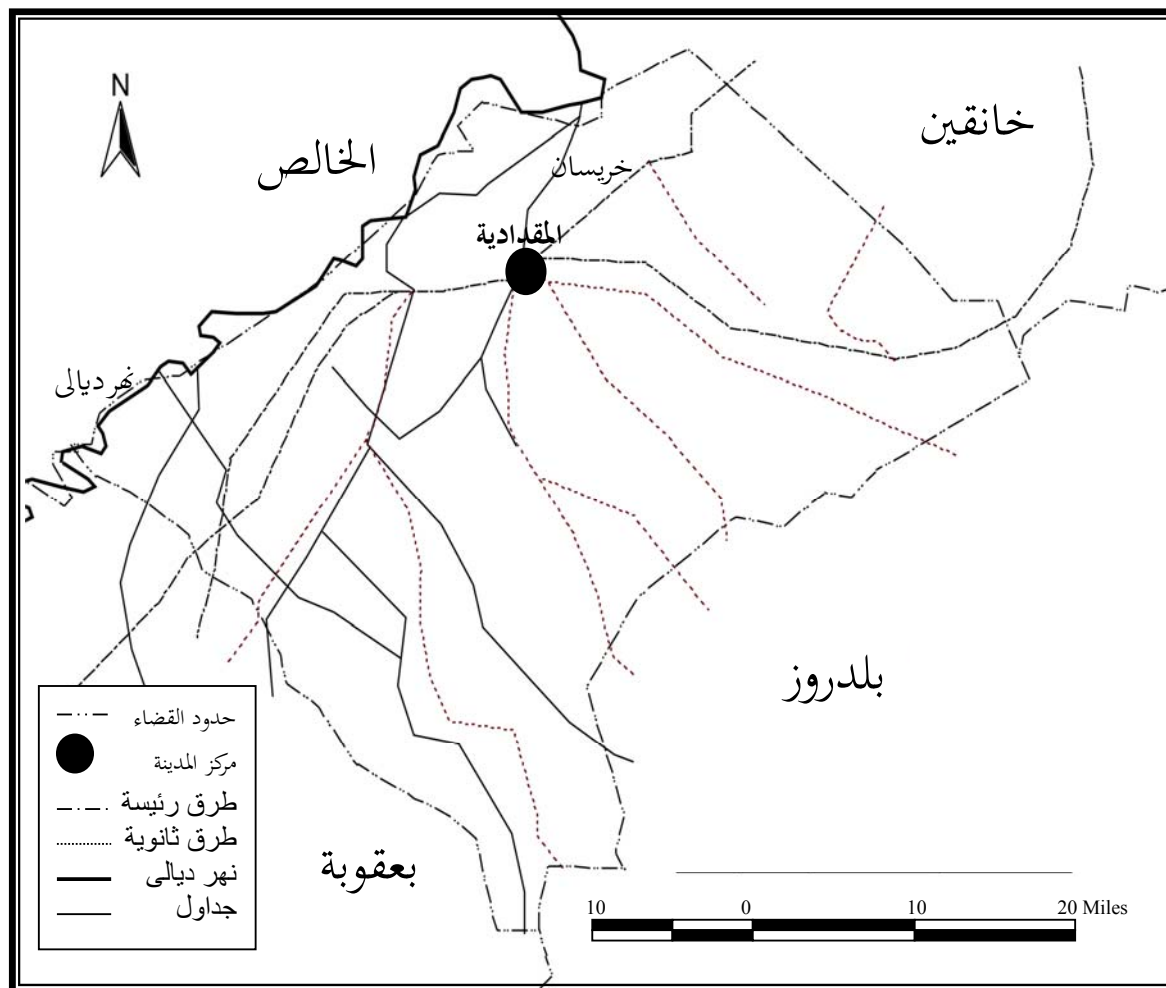 N
خانقين
الخالص
خريسان
المقدادية
نهر ديالى
بلدروز
بعقوبة
حدود القضاء
مركز المدينة
طرق رئيسة
طرق ثانوية
نهر ديالى
جداول
10 0 10 20 Miles